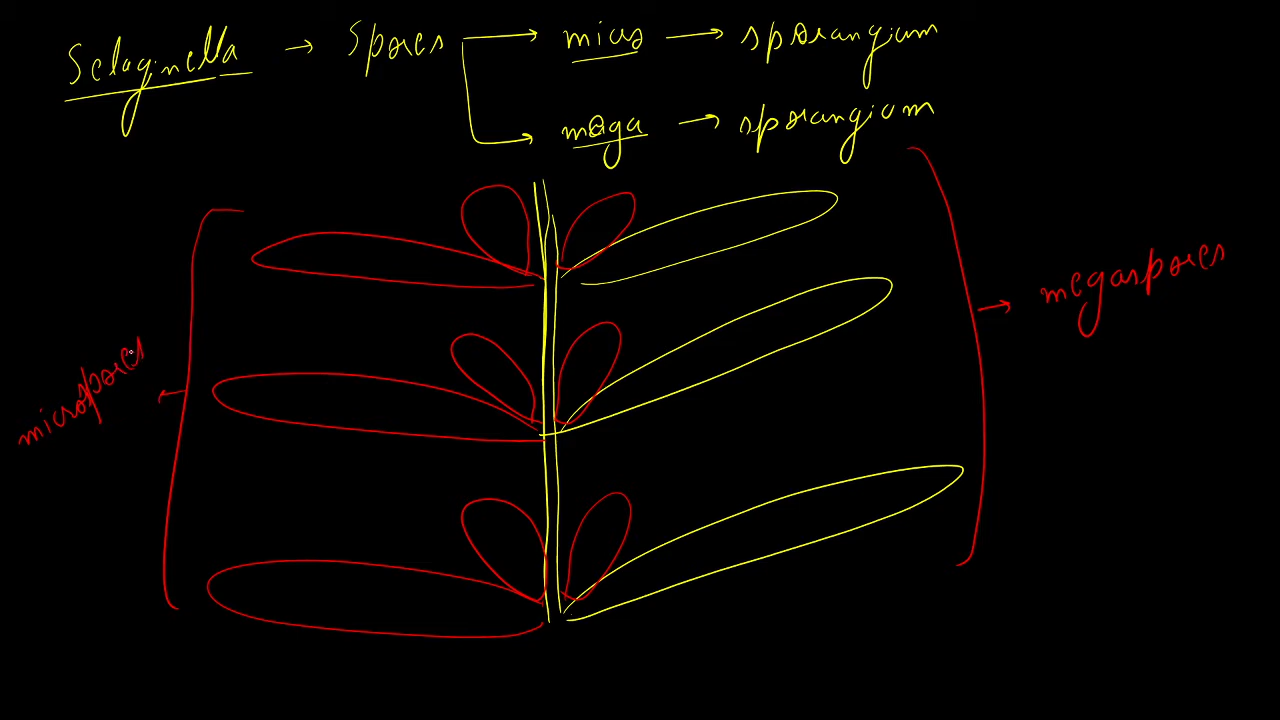 Selaginella → Spores → micro → sporangium
→ mega → sporangium
→ megaspores
microspores